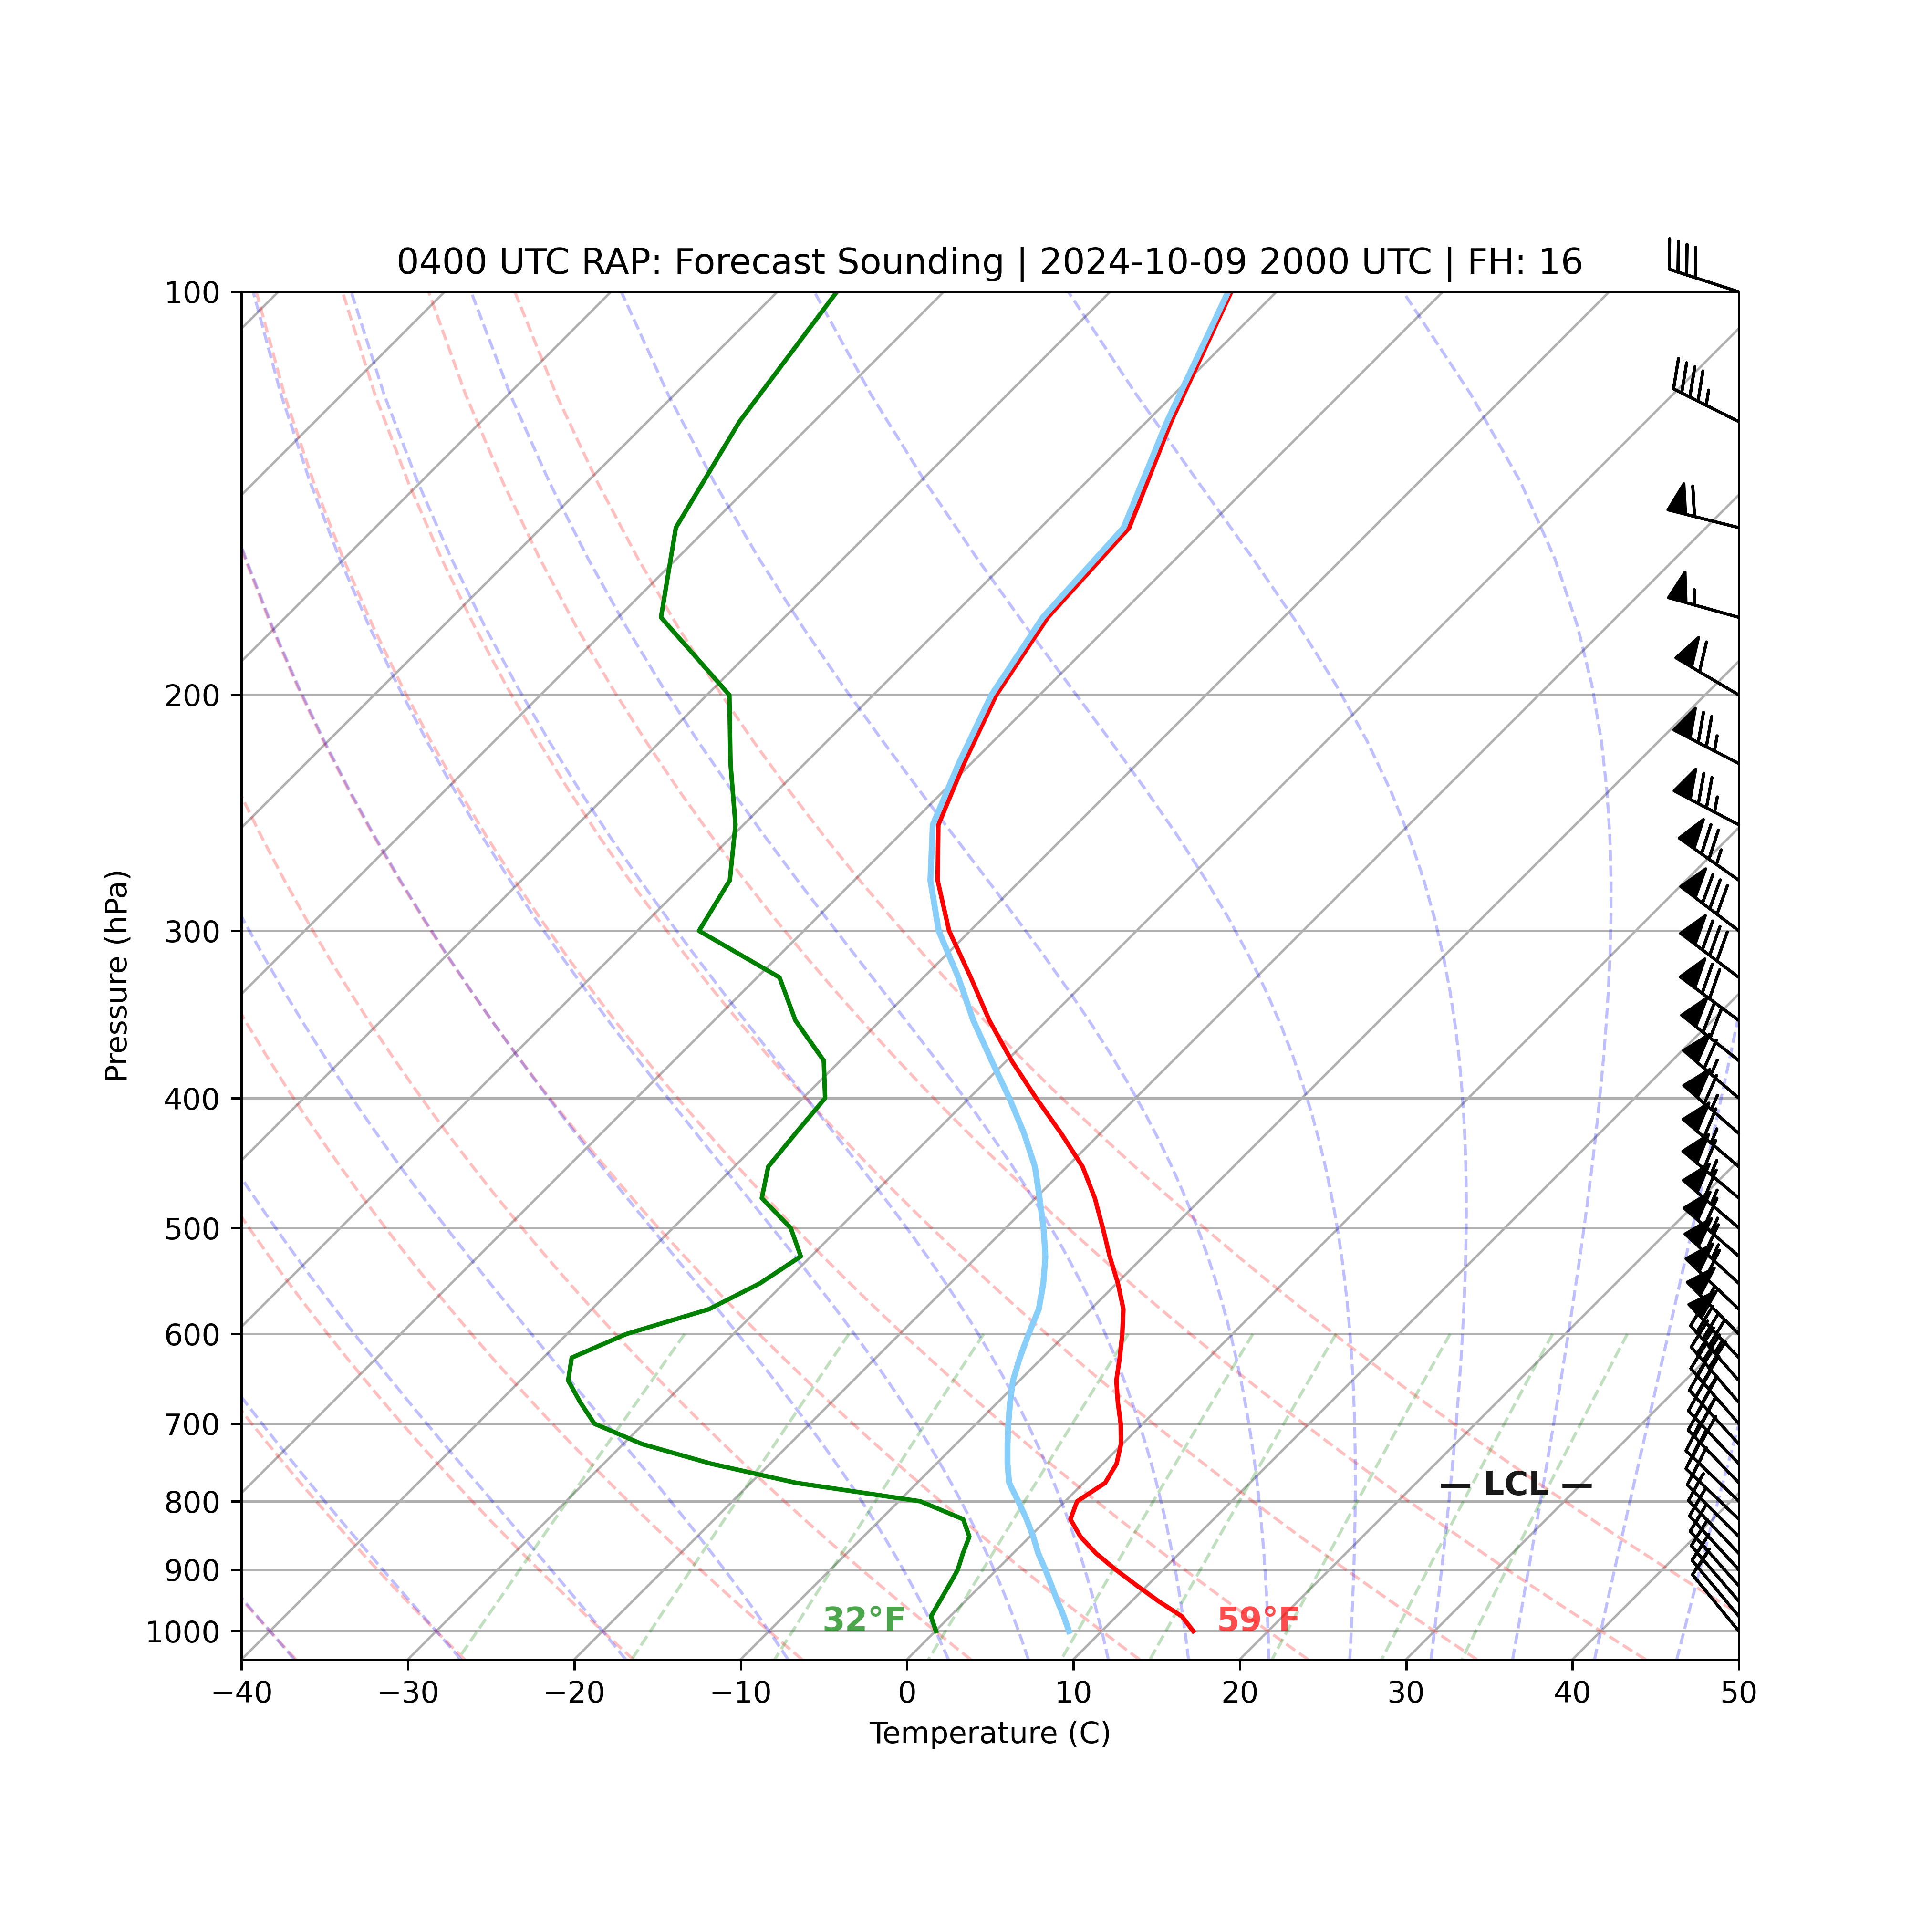 0400 UTC RAP: Forecast Sounding | 2024-10-09 2000 UTC | FH: 16
100
200
300
400
500
600
700
800
900
1000
Pressure (hPa)
— LCL —
32°F
59°F
−40 −30 −20 −10 0 10 20 30 40 50
Temperature (C)